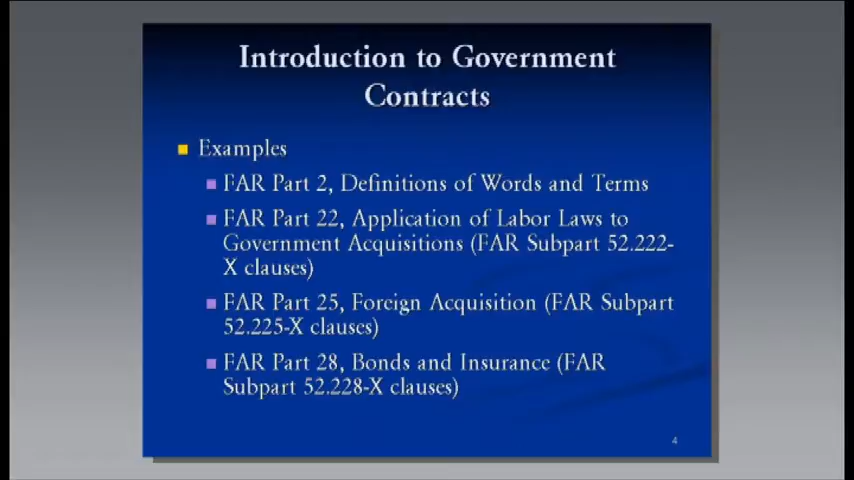 Introduction to Government
Contracts
Examples
FAR Part 2, Definitions of Words and Terms
FAR Part 22, Application of Labor Laws to
Government Acquisitions (FAR Subpart 52.222-
X clauses)
FAR Part 25, Foreign Acquisition (FAR Subpart
52.225-X clauses)
FAR Part 28, Bonds and Insurance (FAR
Subpart 52.228-X clauses)
4